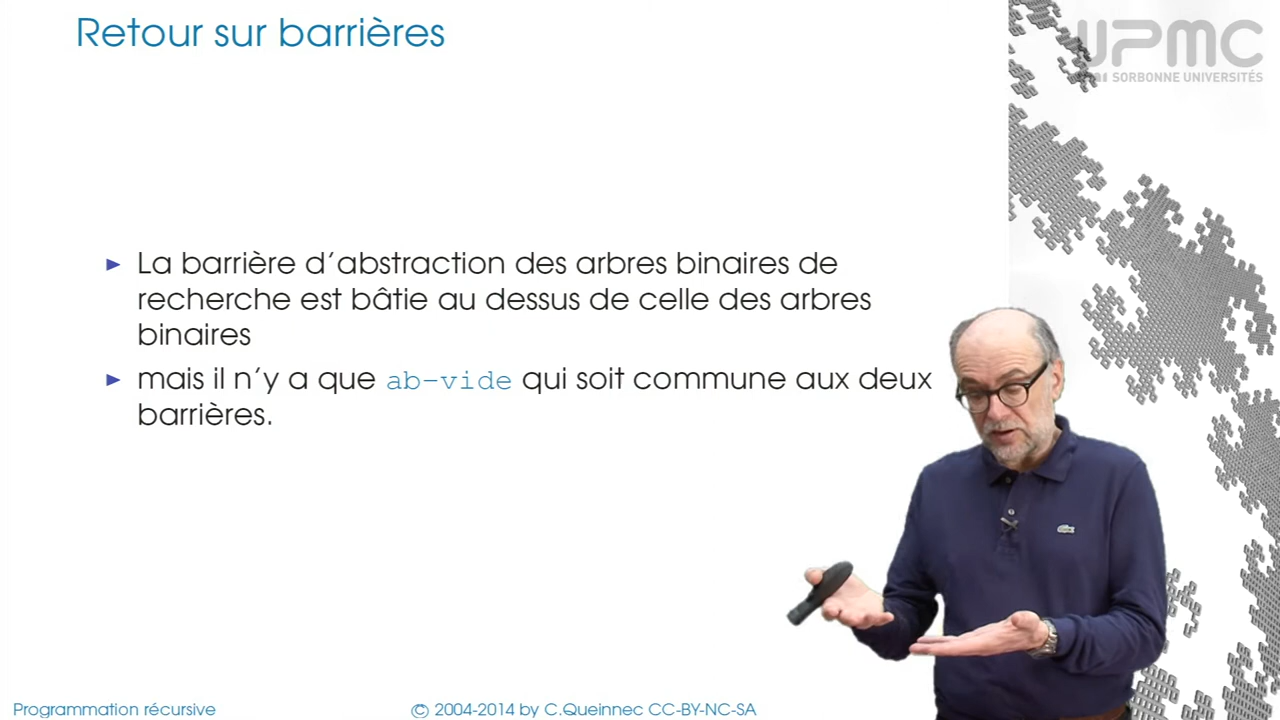 Retour sur barrières
UPMC
SORBONNE UNIVERSITÉS
▶ La barrière d'abstraction des arbres binaires de
recherche est bâtie au dessus de celle des arbres
binaires
▶ mais il n'y a que ab-vide qui soit commune aux deux
barrières.
Programmation récursive
© 2004-2014 by C.Queinnec CC-BY-NC-SA